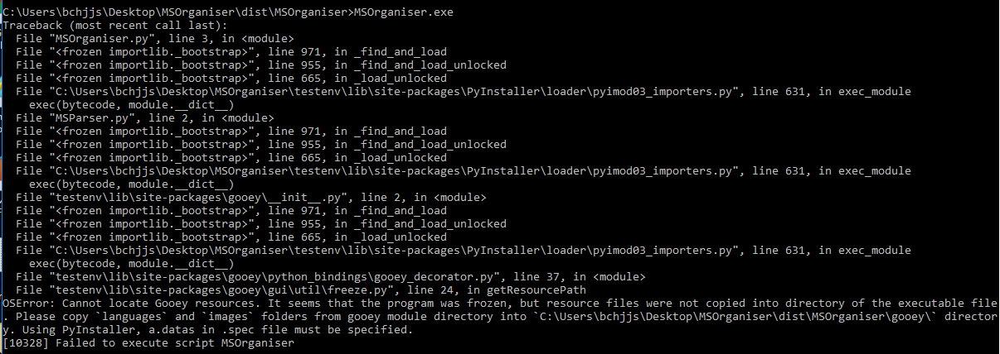 C:\Users\bchjjs\Desktop\MSOrganiser\dist\MSOrganiser>MSOrganiser.exe
Traceback (most recent call last):
  File "MSOrganiser.py", line 3, in <module>
  File "<frozen importlib._bootstrap>", line 971, in _find_and_load
  File "<frozen importlib._bootstrap>", line 955, in _find_and_load_unlocked
  File "<frozen importlib._bootstrap>", line 665, in _load_unlocked
  File "C:\Users\bchjjs\Desktop\MSOrganiser\testenv\lib\site-packages\PyInstaller\loader\pyimod03_importers.py", line 631, in exec_module
    exec(bytecode, module.__dict__)
  File "MSParser.py", line 2, in <module>
  File "<frozen importlib._bootstrap>", line 971, in _find_and_load
  File "<frozen importlib._bootstrap>", line 955, in _find_and_load_unlocked
  File "<frozen importlib._bootstrap>", line 665, in _load_unlocked
  File "C:\Users\bchjjs\Desktop\MSOrganiser\testenv\lib\site-packages\PyInstaller\loader\pyimod03_importers.py", line 631, in exec_module
    exec(bytecode, module.__dict__)
  File "testenv\lib\site-packages\gooey\__init__.py", line 2, in <module>
  File "<frozen importlib._bootstrap>", line 971, in _find_and_load
  File "<frozen importlib._bootstrap>", line 955, in _find_and_load_unlocked
  File "<frozen importlib._bootstrap>", line 665, in _load_unlocked
  File "C:\Users\bchjjs\Desktop\MSOrganiser\testenv\lib\site-packages\PyInstaller\loader\pyimod03_importers.py", line 631, in exec_module
    exec(bytecode, module.__dict__)
  File "testenv\lib\site-packages\gooey\python_bindings\gooey_decorator.py", line 37, in <module>
  File "testenv\lib\site-packages\gooey\gui\util\freeze.py", line 24, in getResourcePath
OSError: Cannot locate Gooey resources. It seems that the program was frozen, but resource files were not copied into directory of the executable file
. Please copy `languages` and `images` folders from gooey module directory into `C:\Users\bchjjs\Desktop\MSOrganiser\dist\MSOrganiser\gooey\` director
y. Using PyInstaller, a.datas in .spec file must be specified.
[10328] Failed to execute script MSOrganiser